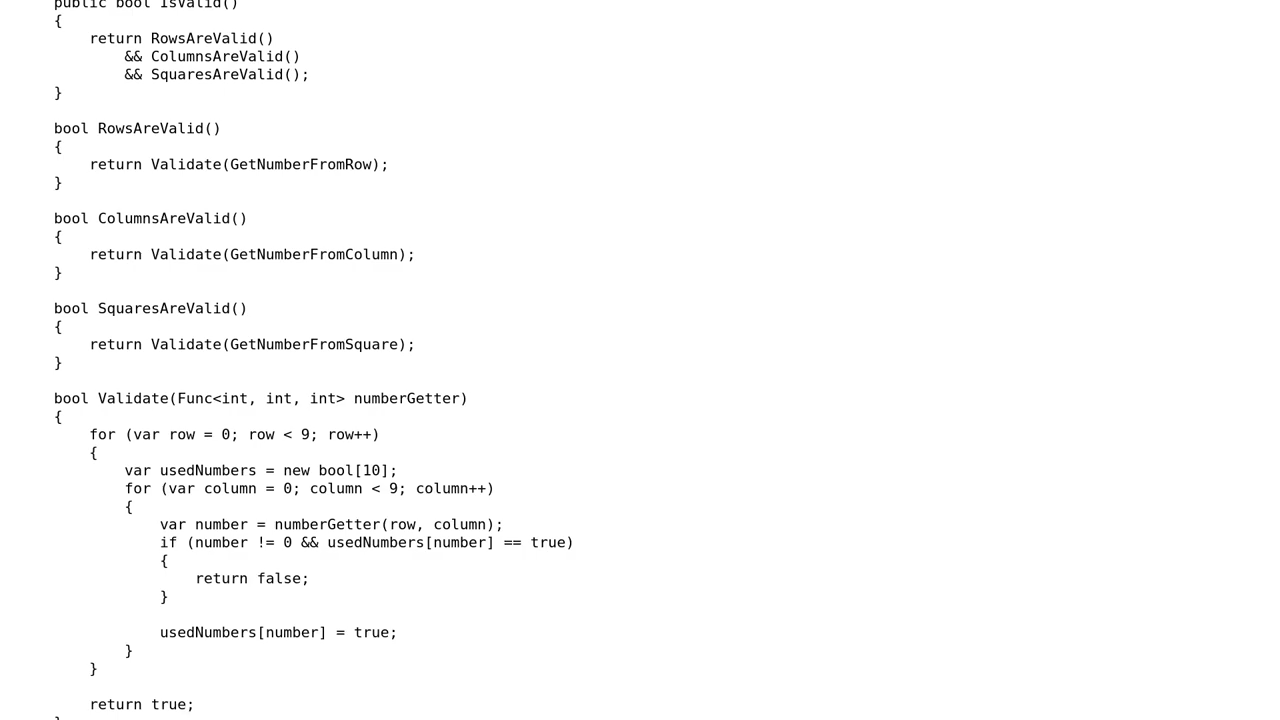 public bool IsValid()
{
    return RowsAreValid()
        && ColumnsAreValid()
        && SquaresAreValid();
}

bool RowsAreValid()
{
    return Validate(GetNumberFromRow);
}

bool ColumnsAreValid()
{
    return Validate(GetNumberFromColumn);
}

bool SquaresAreValid()
{
    return Validate(GetNumberFromSquare);
}

bool Validate(Func<int, int, int> numberGetter)
{
    for (var row = 0; row < 9; row++)
    {
        var usedNumbers = new bool[10];
        for (var column = 0; column < 9; column++)
        {
            var number = numberGetter(row, column);
            if (number != 0 && usedNumbers[number] == true)
            {
                return false;
            }

            usedNumbers[number] = true;
        }
    }

    return true;
}